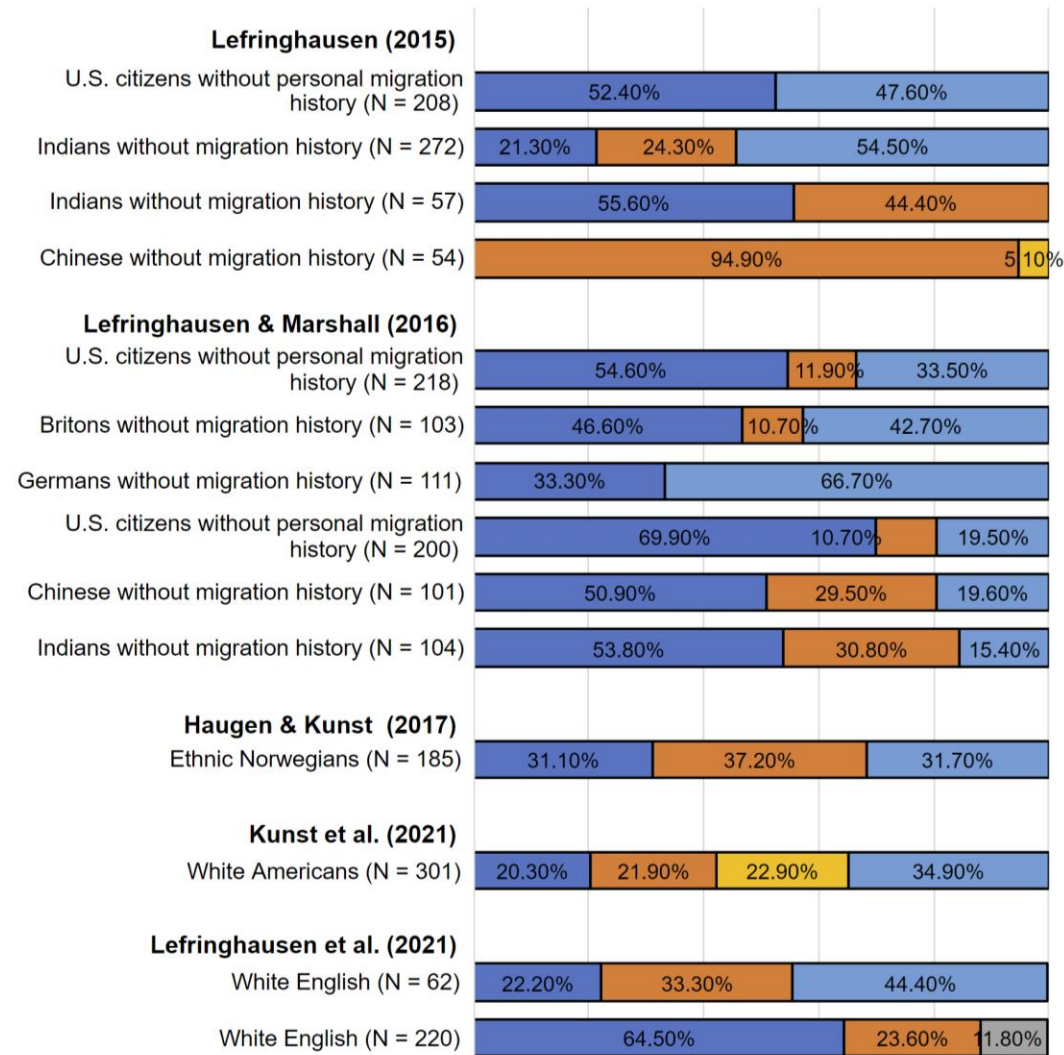 Lefringhausen (2015)
U.S. citizens without personal migration
history (N = 208)
52.40% 47.60%
Indians without migration history (N = 272)
21.30% 24.30% 54.50%
Indians without migration history (N = 57)
55.60% 44.40%
Chinese without migration history (N = 54)
94.90% 5.10%
Lefringhausen & Marshall (2016)
U.S. citizens without personal migration
history (N = 218)
54.60% 11.90% 33.50%
Britons without migration history (N = 103)
46.60% 10.70% 42.70%
Germans without migration history (N = 111)
33.30% 66.70%
U.S. citizens without personal migration
history (N = 200)
69.90% 10.70% 19.50%
Chinese without migration history (N = 101)
50.90% 29.50% 19.60%
Indians without migration history (N = 104)
53.80% 30.80% 15.40%
Haugen & Kunst (2017)
Ethnic Norwegians (N = 185)
31.10% 37.20% 31.70%
Kunst et al. (2021)
White Americans (N = 301)
20.30% 21.90% 22.90% 34.90%
Lefringhausen et al. (2021)
White English (N = 62)
22.20% 33.30% 44.40%
White English (N = 220)
64.50% 23.60% 11.80%